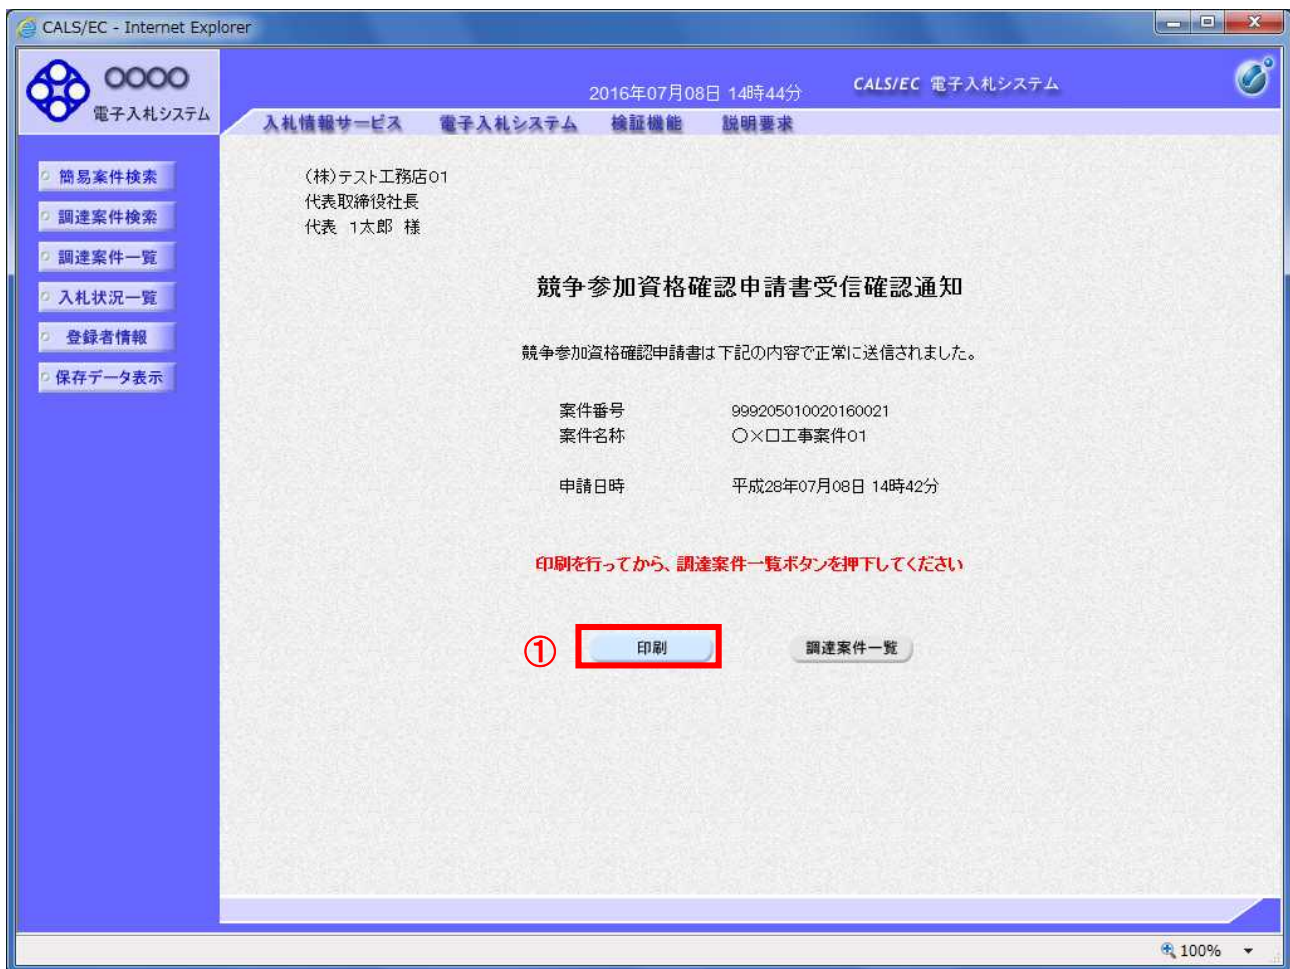 CALS/EC - Internet Explorer
○○○○
電子入札システム
2016年07月08日 14時44分
CALS/EC 電子入札システム
入札情報サービス 電子入札システム 検証機能 説明要求
簡易案件検索
調達案件検索
調達案件一覧
入札状況一覧
登録者情報
保存データ表示
(株)テスト工務店01
代表取締役社長
代表 1太郎 様
競争参加資格確認申請書受信確認通知
競争参加資格確認申請書は下記の内容で正常に送信されました。
案件番号 999205010020160021
案件名称 ○×口工事案件01
申請日時 平成28年07月08日 14時42分
印刷を行ってから、調達案件一覧ボタンを押下してください
① 印刷 調達案件一覧
100%